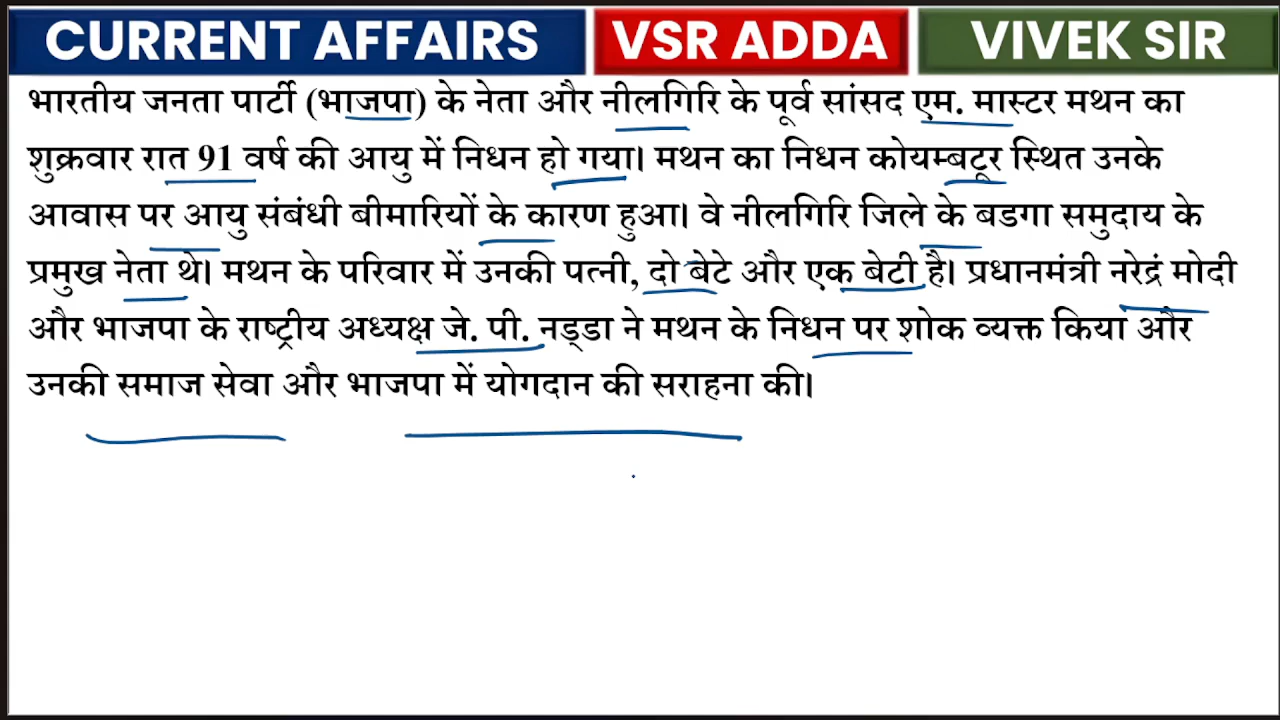 CURRENT AFFAIRS VSR ADDA VIVEK SIR
भारतीय जनता पार्टी (भाजपा) के नेता और नीलगिरि के पूर्व सांसद एम. मास्टर मथन का
शुक्रवार रात 91 वर्ष की आयु में निधन हो गया। मथन का निधन कोयम्बटूर स्थित उनके
आवास पर आयु संबंधी बीमारियों के कारण हुआ। वे नीलगिरि जिले के बडगा समुदाय के
प्रमुख नेता थे। मथन के परिवार में उनकी पत्नी, दो बेटे और एक बेटी है। प्रधानमंत्री नरेद्रं मोदी
और भाजपा के राष्ट्रीय अध्यक्ष जे. पी. नड्डा ने मथन के निधन पर शोक व्यक्त किया और
उनकी समाज सेवा और भाजपा में योगदान की सराहना की।